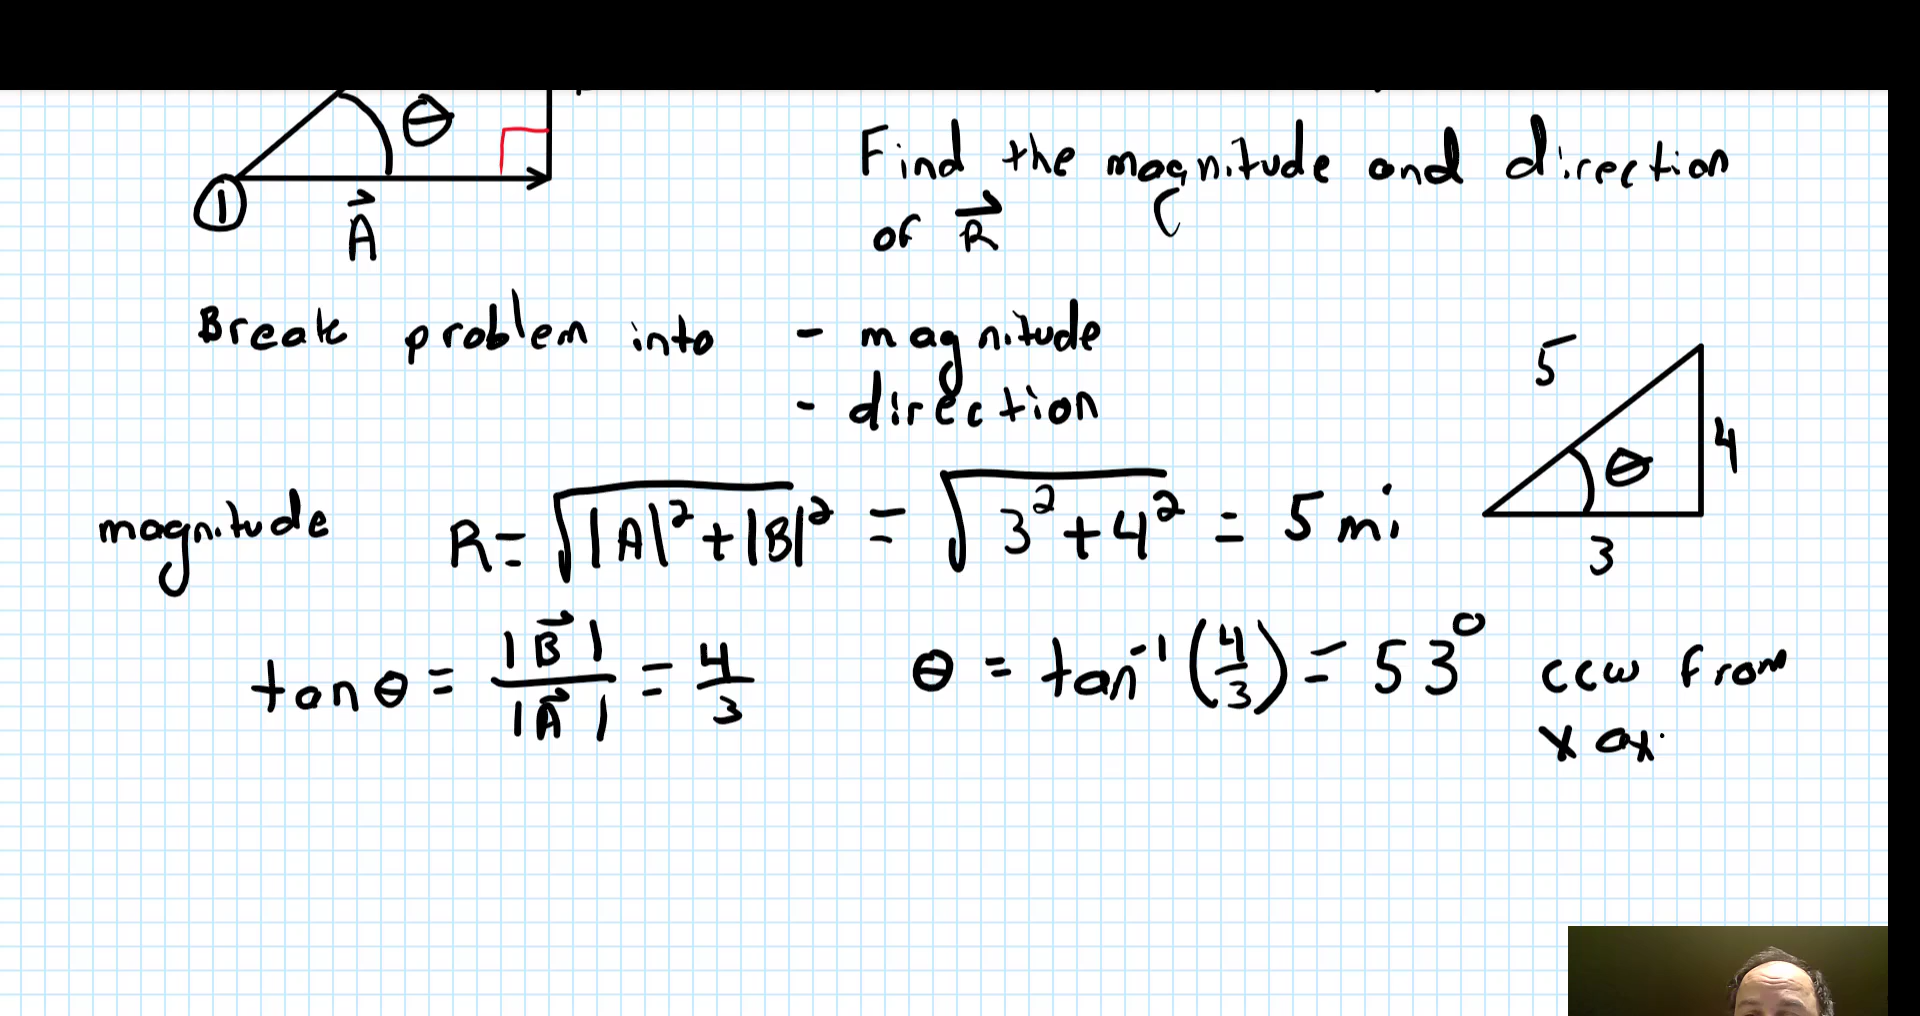 θ
①
A⃗
Find the magnitude and direction
of R⃗
Break problem into - magnitude
- direction
5
4
θ
3
magnitude R = √|A|² + |B|² = √3² + 4² = 5 mi
tan θ = |B⃗| / |A⃗| = 4/3 θ = tan⁻¹(4/3) = 53° ccw from
x ax